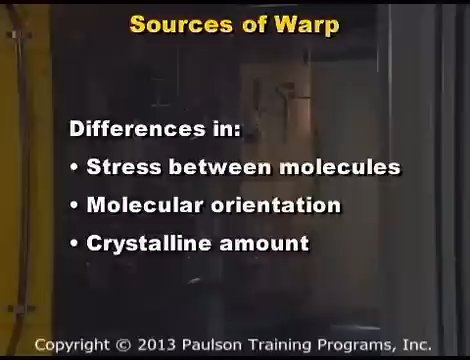 Sources of Warp
Differences in:
• Stress between molecules
• Molecular orientation
• Crystalline amount
Copyright © 2013 Paulson Training Programs, Inc.